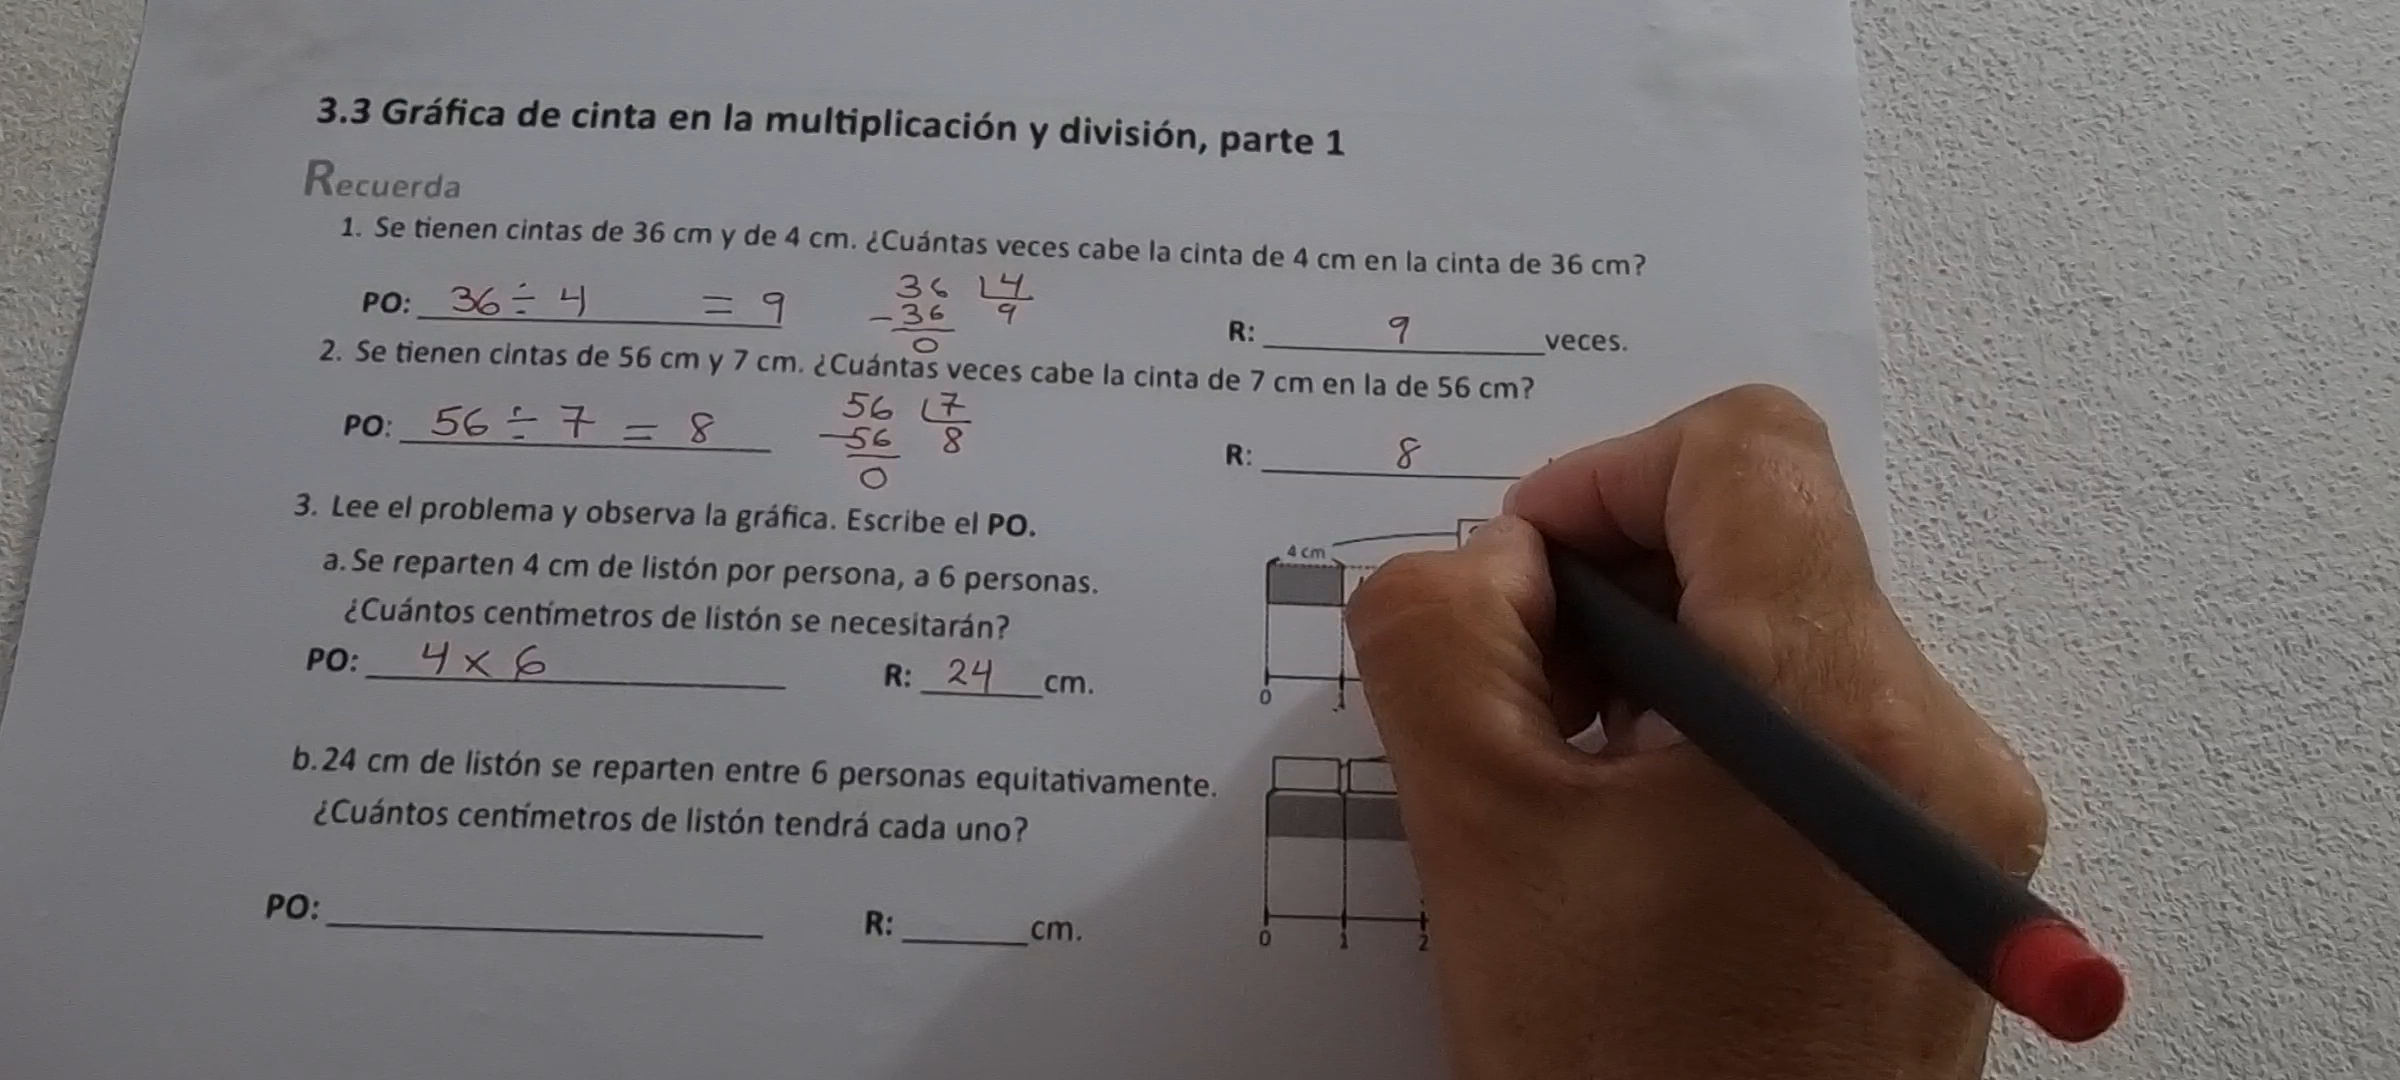 3.3 Gráfica de cinta en la multiplicación y división, parte 1
Recuerda
1. Se tienen cintas de 36 cm y de 4 cm. ¿Cuántas veces cabe la cinta de 4 cm en la cinta de 36 cm?
PO: 36 ÷ 4 = 9
36 4
- 36 9
0
R: 9 veces.
2. Se tienen cintas de 56 cm y 7 cm. ¿Cuántas veces cabe la cinta de 7 cm en la de 56 cm?
PO: 56 ÷ 7 = 8
56 7
-56 8
0
R: 8
3. Lee el problema y observa la gráfica. Escribe el PO.
a. Se reparten 4 cm de listón por persona, a 6 personas.
¿Cuántos centímetros de listón se necesitarán?
PO: 4 x 6 R: 24 cm.
4 cm
0 1
b. 24 cm de listón se reparten entre 6 personas equitativamente.
¿Cuántos centímetros de listón tendrá cada uno?
PO: R: cm.
0 1 2